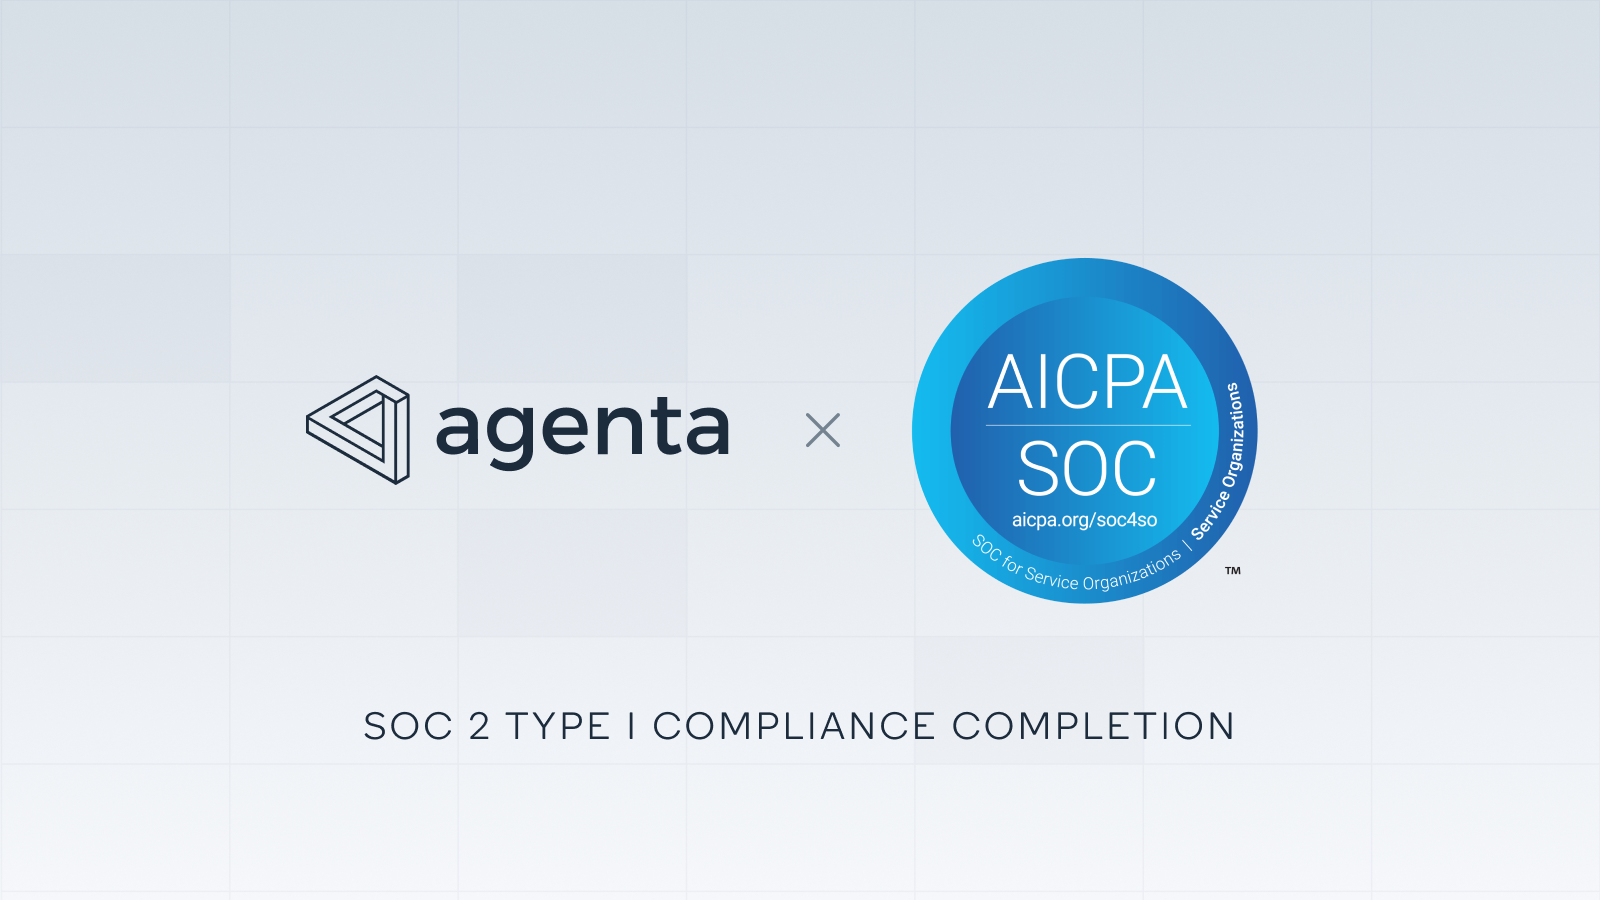 agenta
AICPA
SOC
aicpa.org/soc4so
SOC for Service Organizations | Service Organizations
TM
SOC 2 TYPE I COMPLIANCE COMPLETION